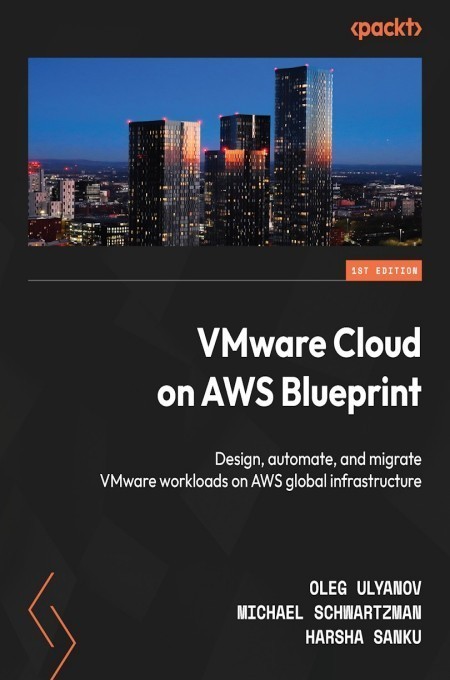 <packt>
1ST EDITION
VMware Cloud
on AWS Blueprint
Design, automate, and migrate
VMware workloads on AWS global infrastructure
OLEG ULYANOV
MICHAEL SCHWARTZMAN
HARSHA SANKU